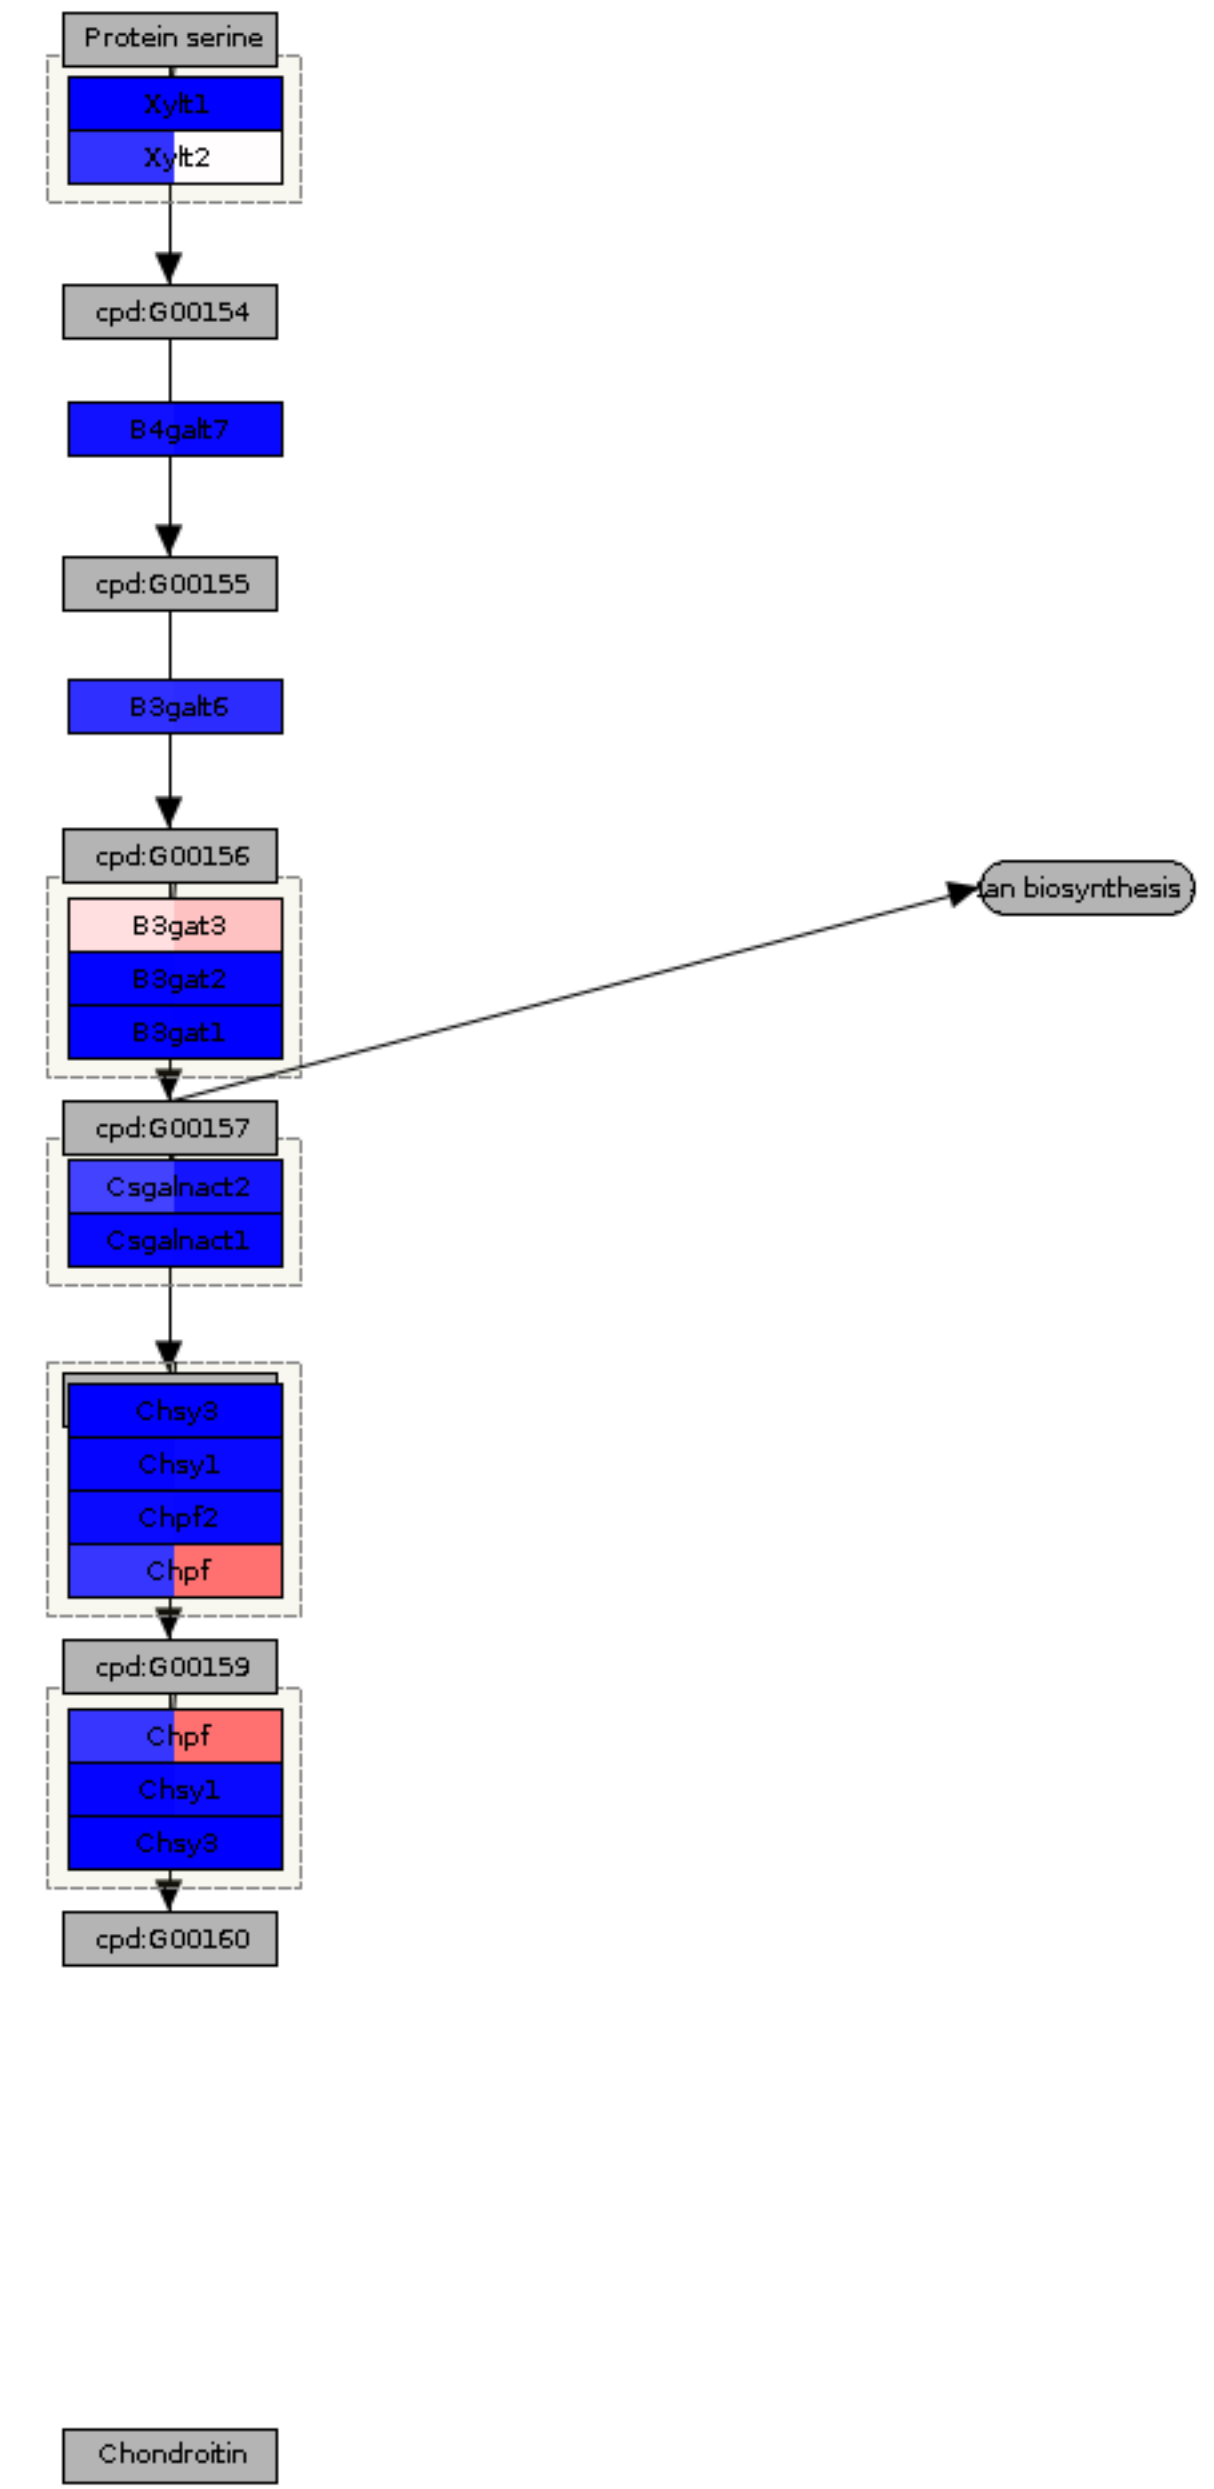 Protein serine
Xylt1
Xylt2
cpd:G00154
B4galt7
cpd:G00155
B3galt6
cpd:G00156
B3gat3
an biosynthesis
B3gat2
B3gat1
cpd:G00157
Csgalnact2
Csgalnact1
Chsy3
Chsy1
Chpf2
Chpf
cpd:G00159
Chpf
Chsy1
Chsy3
cpd:G00160
Chondroitin